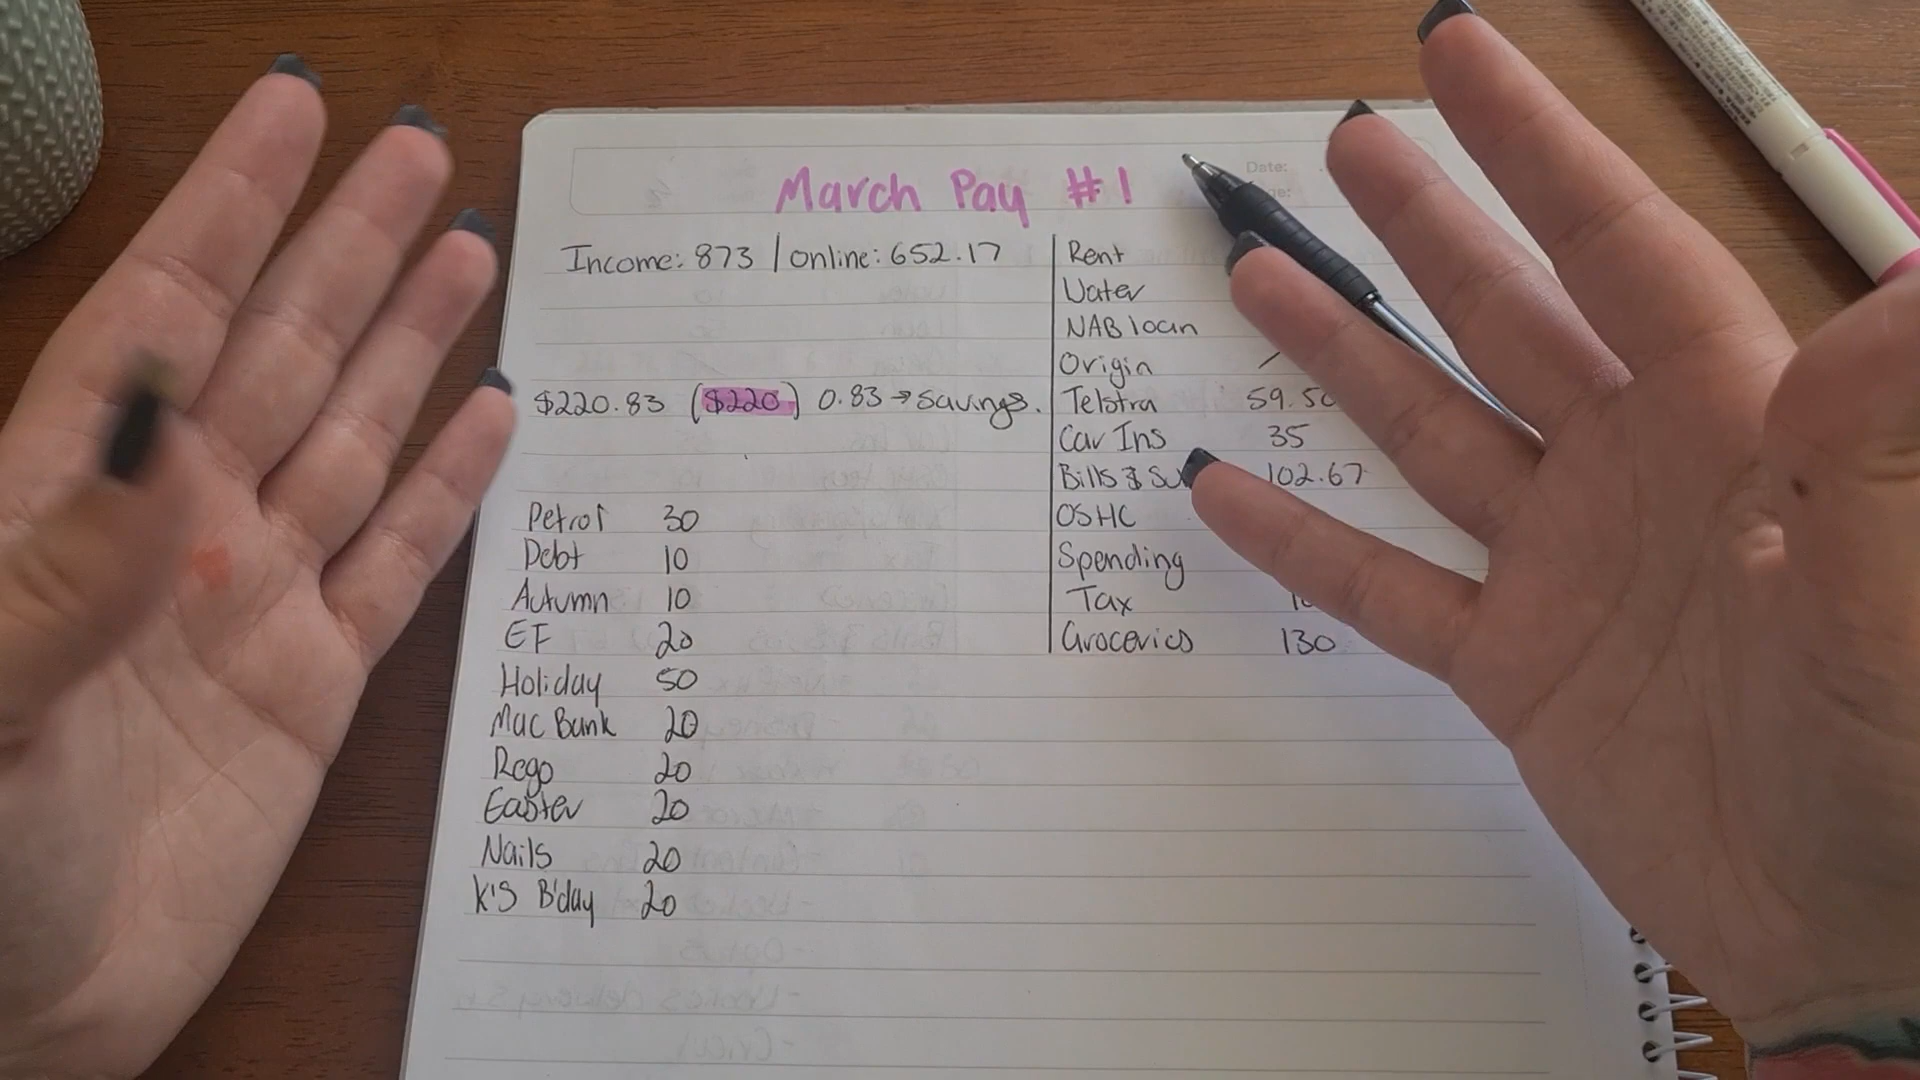 March Pay #1
Date:
Income: 873 | online: 652.17
$220.83 ($220) 0.83 → Savings.
Petrol 30
Debt 10
Autumn 10
EF 20
Holiday 50
Mac Bank 20
Rego 20
Easter 20
Nails 20
K'S B'day 20
Rent
Water
NAB loan
Origin
Telstra 59.50
Car Ins 35
Bills & 102.67
OSHC
Spending
Tax
Groceries 130